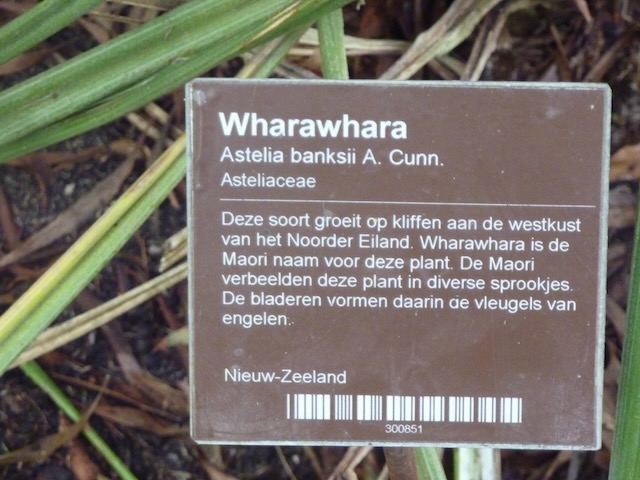 Wharawhara
Astelia banksii A. Cunn.
Asteliaceae
Deze soort groeit op kliffen aan de westkust
van het Noorder Eiland. Wharawhara is de
Maori naam voor deze plant. De Maori
verbeelden deze plant in diverse sprookjes.
De bladeren vormen daarin de vleugels van
engelen.
Nieuw-Zeeland
300851